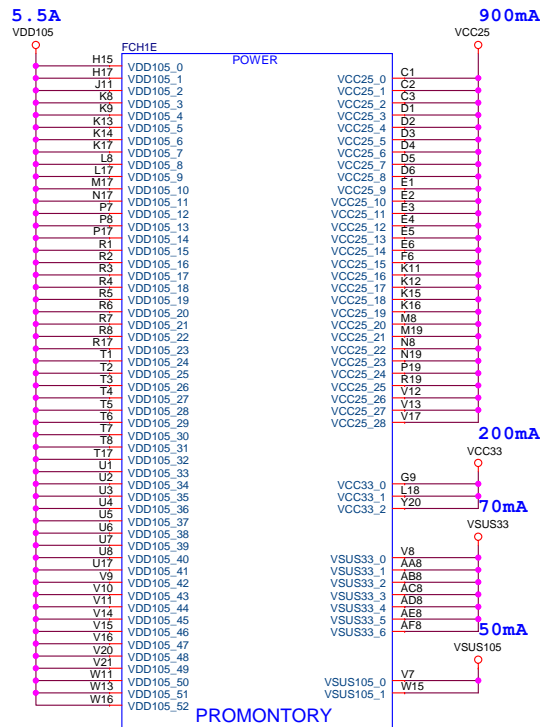 5.5A
VDD105
900mA
VCC25
FCH1E
POWER
H15 VDD105_0
H17 VDD105_1
J11 VDD105_2
K8 VDD105_3
K9 VDD105_4
K13 VDD105_5
K14 VDD105_6
K17 VDD105_7
L8 VDD105_8
L17 VDD105_9
M17 VDD105_10
N17 VDD105_11
P7 VDD105_12
P8 VDD105_13
P17 VDD105_14
R1 VDD105_15
R2 VDD105_16
R3 VDD105_17
R4 VDD105_18
R5 VDD105_19
R6 VDD105_20
R7 VDD105_21
R8 VDD105_22
R17 VDD105_23
T1 VDD105_24
T2 VDD105_25
T3 VDD105_26
T4 VDD105_27
T5 VDD105_28
T6 VDD105_29
T7 VDD105_30
T8 VDD105_31
T17 VDD105_32
U1 VDD105_33
U2 VDD105_34
U3 VDD105_35
U4 VDD105_36
U5 VDD105_37
U6 VDD105_38
U7 VDD105_39
U8 VDD105_40
U17 VDD105_41
V9 VDD105_42
V10 VDD105_43
V11 VDD105_44
V14 VDD105_45
V15 VDD105_46
V16 VDD105_47
V20 VDD105_48
V21 VDD105_49
W11 VDD105_50
W13 VDD105_51
W16 VDD105_52
VCC25_0 C1
VCC25_1 C2
VCC25_2 C3
VCC25_3 D1
VCC25_4 D2
VCC25_5 D3
VCC25_6 D4
VCC25_7 D5
VCC25_8 D6
VCC25_9 E1
VCC25_10 E2
VCC25_11 E3
VCC25_12 E4
VCC25_13 E5
VCC25_14 E6
VCC25_15 F6
VCC25_16 K11
VCC25_17 K12
VCC25_18 K15
VCC25_19 K16
VCC25_20 M8
VCC25_21 M19
VCC25_22 N8
VCC25_23 N19
VCC25_24 P19
VCC25_25 R19
VCC25_26 V12
VCC25_27 V13
VCC25_28 V17
200mA
VCC33
VCC33_0 G9
VCC33_1 L18
VCC33_2 Y20
70mA
VSUS33
VSUS33_0 V8
VSUS33_1 AA8
VSUS33_2 AB8
VSUS33_3 AC8
VSUS33_4 AD8
VSUS33_5 AE8
VSUS33_6 AF8
50mA
VSUS105
VSUS105_0 V7
VSUS105_1 W15
PROMONTORY